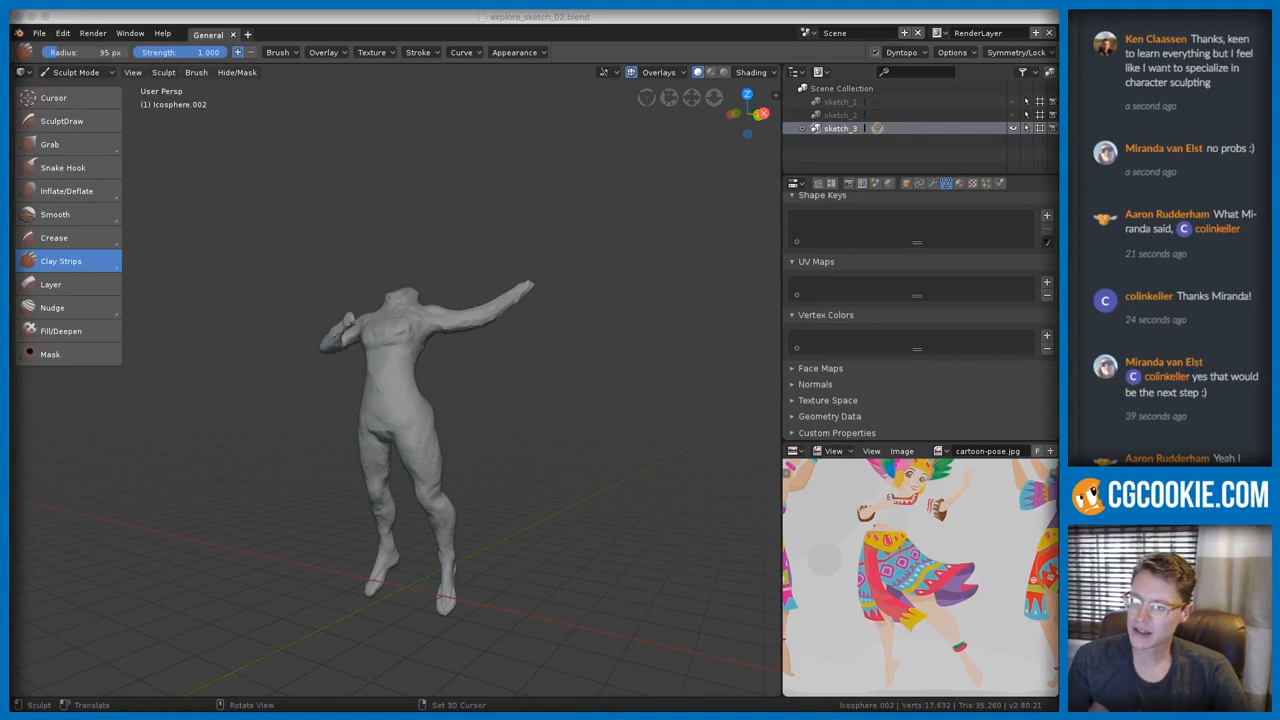 explore_sketch_02.blend
File Edit Render Window Help General
Scene RenderLayer
Radius: 95 px Strength: 1.000 Brush Overlay Texture Stroke Curve Appearance
Dyntopo Options Symmetry/Lock
Sculpt Mode View Sculpt Brush Hide/Mask Overlays Shading
User Persp
(1) Icosphere.002
Z
Cursor
SculptDraw
Grab
Snake Hook
Inflate/Deflate
Smooth
Crease
Clay Strips
Layer
Nudge
Fill/Deepen
Mask
Scene Collection
sketch_1
sketch_2
sketch_3
Shape Keys
UV Maps
Vertex Colors
Face Maps
Normals
Texture Space
Geometry Data
Custom Properties
View View Image cartoon-pose.jpg F
Sculpt Translate Rotate View Set 3D Cursor
Icosphere.002 | Verts:17,632 | Tris:35,260 | v2.80.21
Ken Claassen Thanks, keen
to learn everything but I feel
like I want to specialize in
character sculpting
a second ago
Miranda van Elst no probs :)
a second ago
Aaron Rudderham What Mi-
randa said, C colinkeller
21 seconds ago
C colinkeller Thanks Miranda!
24 seconds ago
Miranda van Elst
C colinkeller yes that would
be the next step :)
39 seconds ago
Aaron Rudderham Yeah I
CGCOOKIE.COM